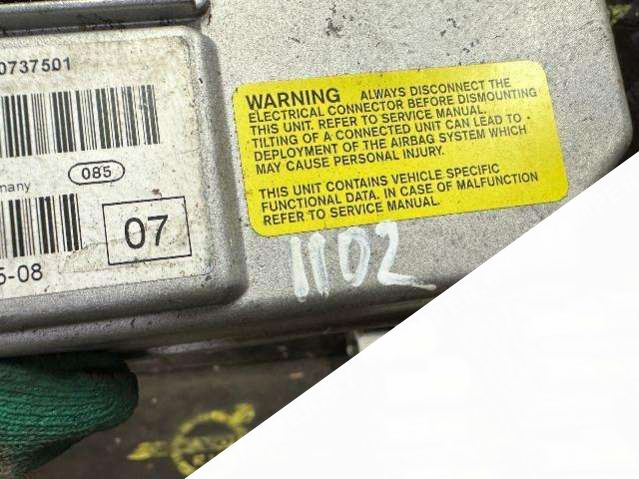 0737501
many
085
07
5-08
WARNING ALWAYS DISCONNECT THE
ELECTRICAL CONNECTOR BEFORE DISMOUNTING
THIS UNIT. REFER TO SERVICE MANUAL.
TILTING OF A CONNECTED UNIT CAN LEAD TO
DEPLOYMENT OF THE AIRBAG SYSTEM WHICH
MAY CAUSE PERSONAL INJURY.
THIS UNIT CONTAINS VEHICLE SPECIFIC
FUNCTIONAL DATA. IN CASE OF MALFUNCTION
REFER TO SERVICE MANUAL.
1102